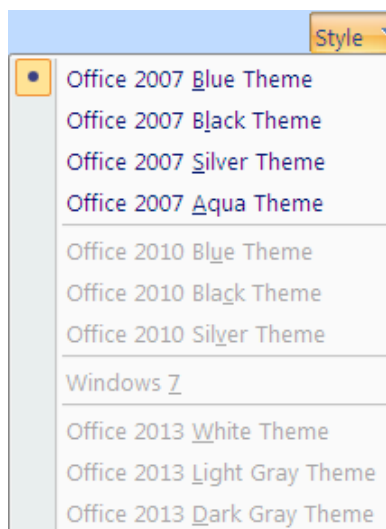 Style
Office 2007 Blue Theme
Office 2007 Black Theme
Office 2007 Silver Theme
Office 2007 Aqua Theme
Office 2010 Blue Theme
Office 2010 Black Theme
Office 2010 Silver Theme
Windows 7
Office 2013 White Theme
Office 2013 Light Gray Theme
Office 2013 Dark Gray Theme